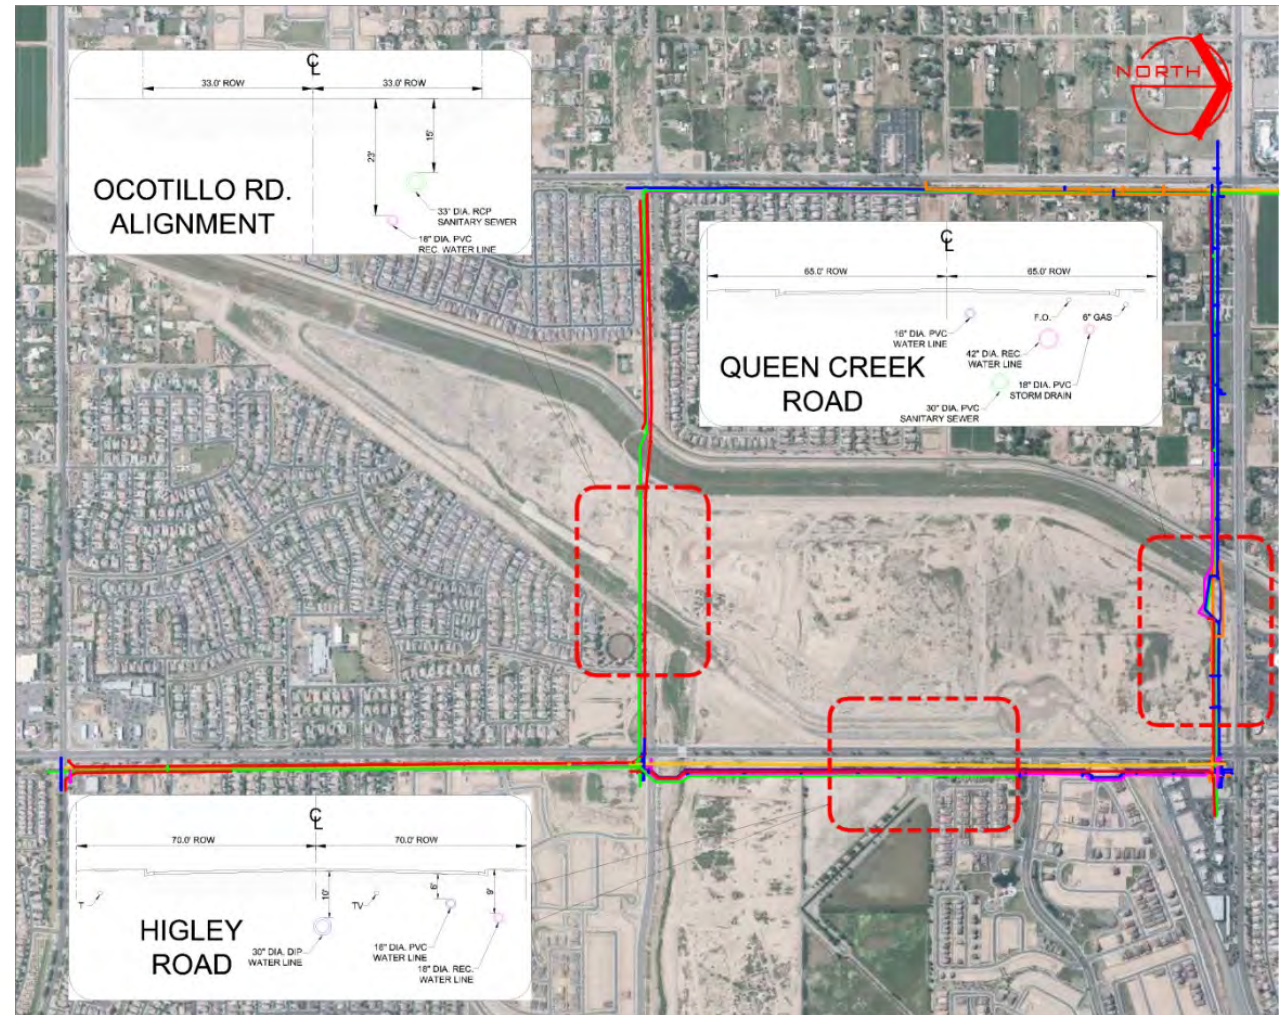 NORTH
℄
33.0' ROW
33.0' ROW
15'
23'
OCOTILLO RD.
ALIGNMENT
33" DIA. RCP
SANITARY SEWER
18" DIA. PVC
REC. WATER LINE
℄
65.0' ROW
65.0' ROW
F.O.
6" GAS
16" DIA. PVC
WATER LINE
42" DIA. REC.
WATER LINE
QUEEN CREEK
ROAD
18" DIA. PVC
STORM DRAIN
30" DIA. PVC
SANITARY SEWER
℄
70.0' ROW
70.0' ROW
10'
6'
9'
T
TV
HIGLEY
ROAD
30" DIA. DIP
WATER LINE
16" DIA. PVC
WATER LINE
18" DIA. REC.
WATER LINE